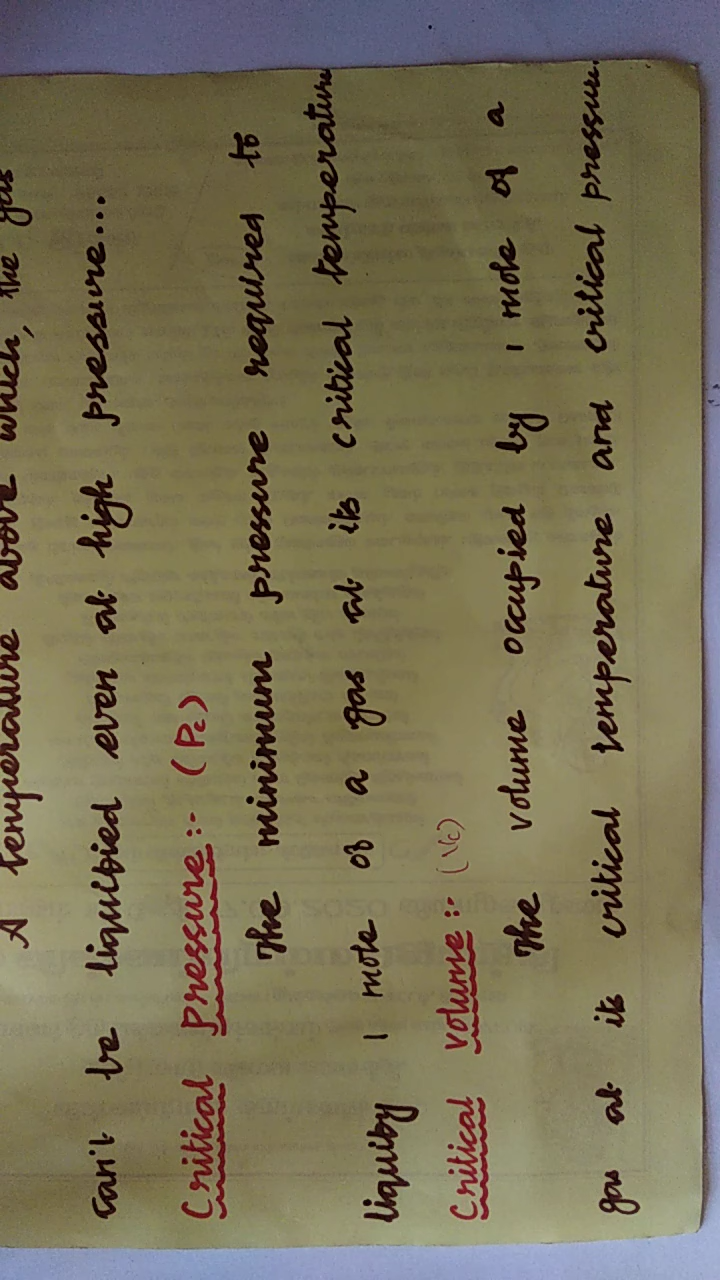 A temperature above which, the gas
can't be liquified even at high pressure...
Critical pressure:- (Pc)
The minimum pressure required to
liquify 1 mole of a gas at its critical temperature
Critical volume:- (Vc)
The volume occupied by 1 mole of a
gas at its critical temperature and critical pressure.